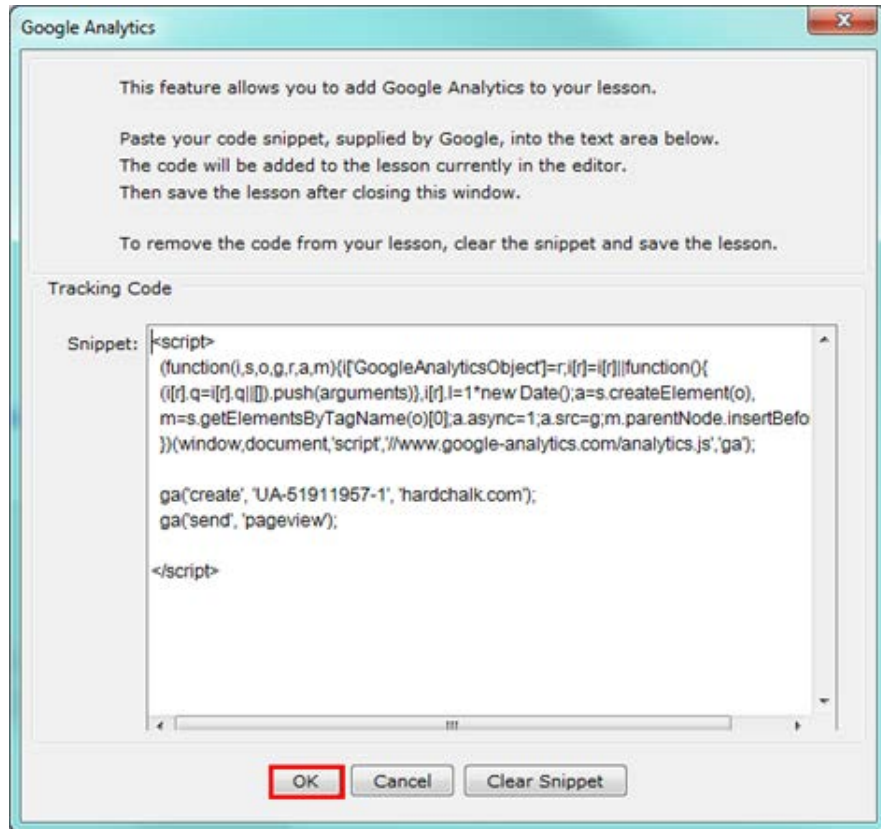 Google Analytics
This feature allows you to add Google Analytics to your lesson.
Paste your code snippet, supplied by Google, into the text area below.
The code will be added to the lesson currently in the editor.
Then save the lesson after closing this window.
To remove the code from your lesson, clear the snippet and save the lesson.
Tracking Code
Snippet:
<script>
(function(i,s,o,g,r,a,m){i['GoogleAnalyticsObject']=r;i[r]=i[r]||function(){
(i[r].q=i[r].q||[]).push(arguments)},i[r].l=1*new Date();a=s.createElement(o),
m=s.getElementsByTagName(o)[0];a.async=1;a.src=g;m.parentNode.insertBefo
})(window,document,'script','//www.google-analytics.com/analytics.js','ga');
ga('create', 'UA-51911957-1', 'hardchalk.com');
ga('send', 'pageview');
</script>
OK Cancel Clear Snippet